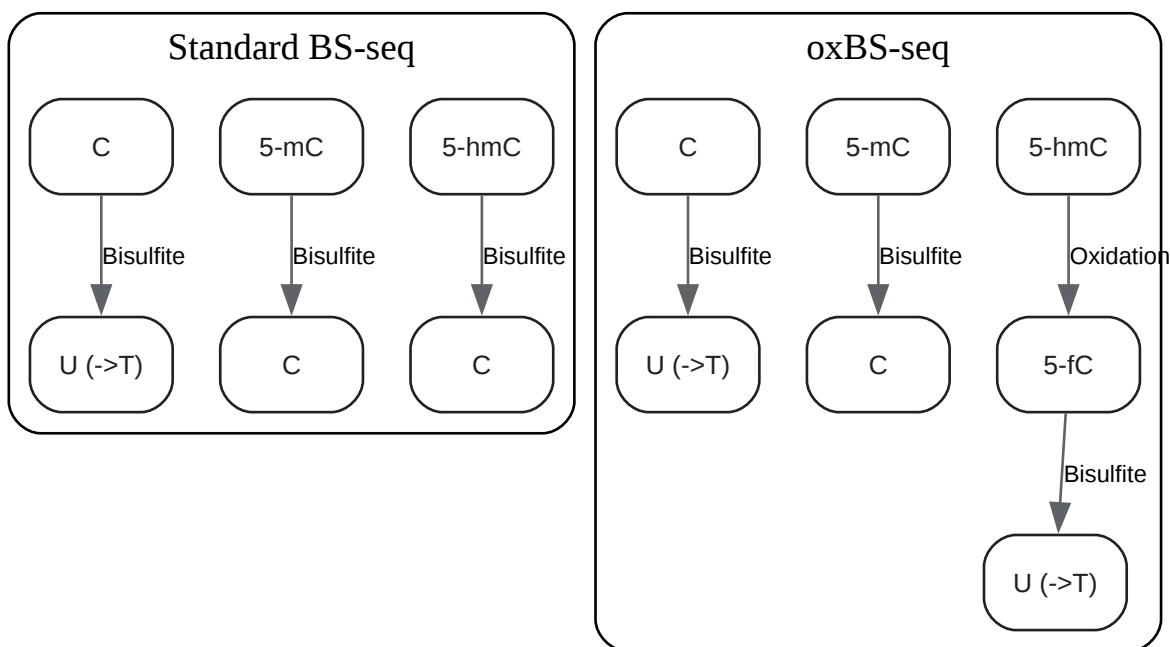 Standard BS-seq
C
5-mC
5-hmC
Bisulfite
Bisulfite
Bisulfite
U (->T)
C
C
oxBS-seq
C
5-mC
5-hmC
Bisulfite
Bisulfite
Oxidation
U (->T)
C
5-fC
Bisulfite
U (->T)